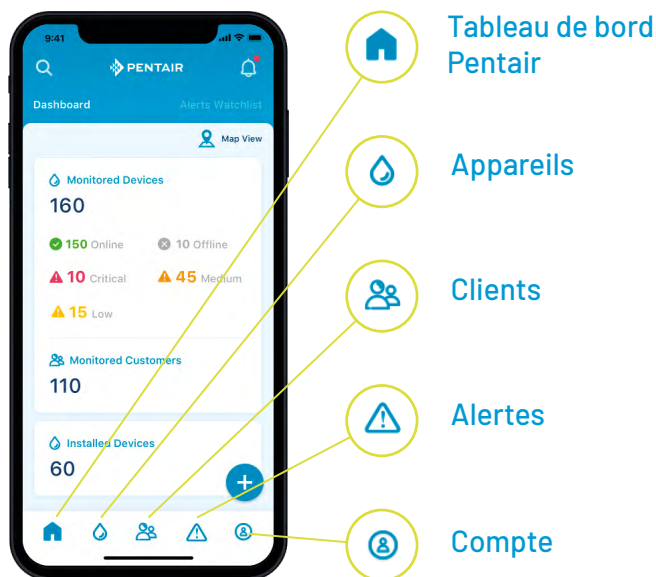 9:41
PENTAIR
Dashboard
Alerts Watchlist
Map View
Monitored Devices
160
150 Online
10 Offline
10 Critical
45 Medium
15 Low
Monitored Customers
110
Installed Devices
60
Tableau de bord
Pentair
Appareils
Clients
Alertes
Compte